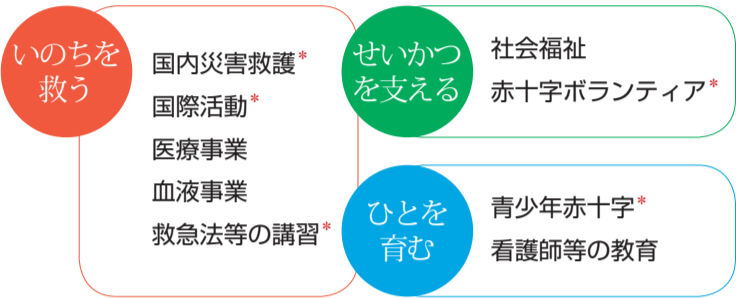 いのちを
救う
国内災害救護*
国際活動*
医療事業
血液事業
救急法等の講習*
せいかつ
を支える
社会福祉
赤十字ボランティア*
ひとを
育む
青少年赤十字*
看護師等の教育